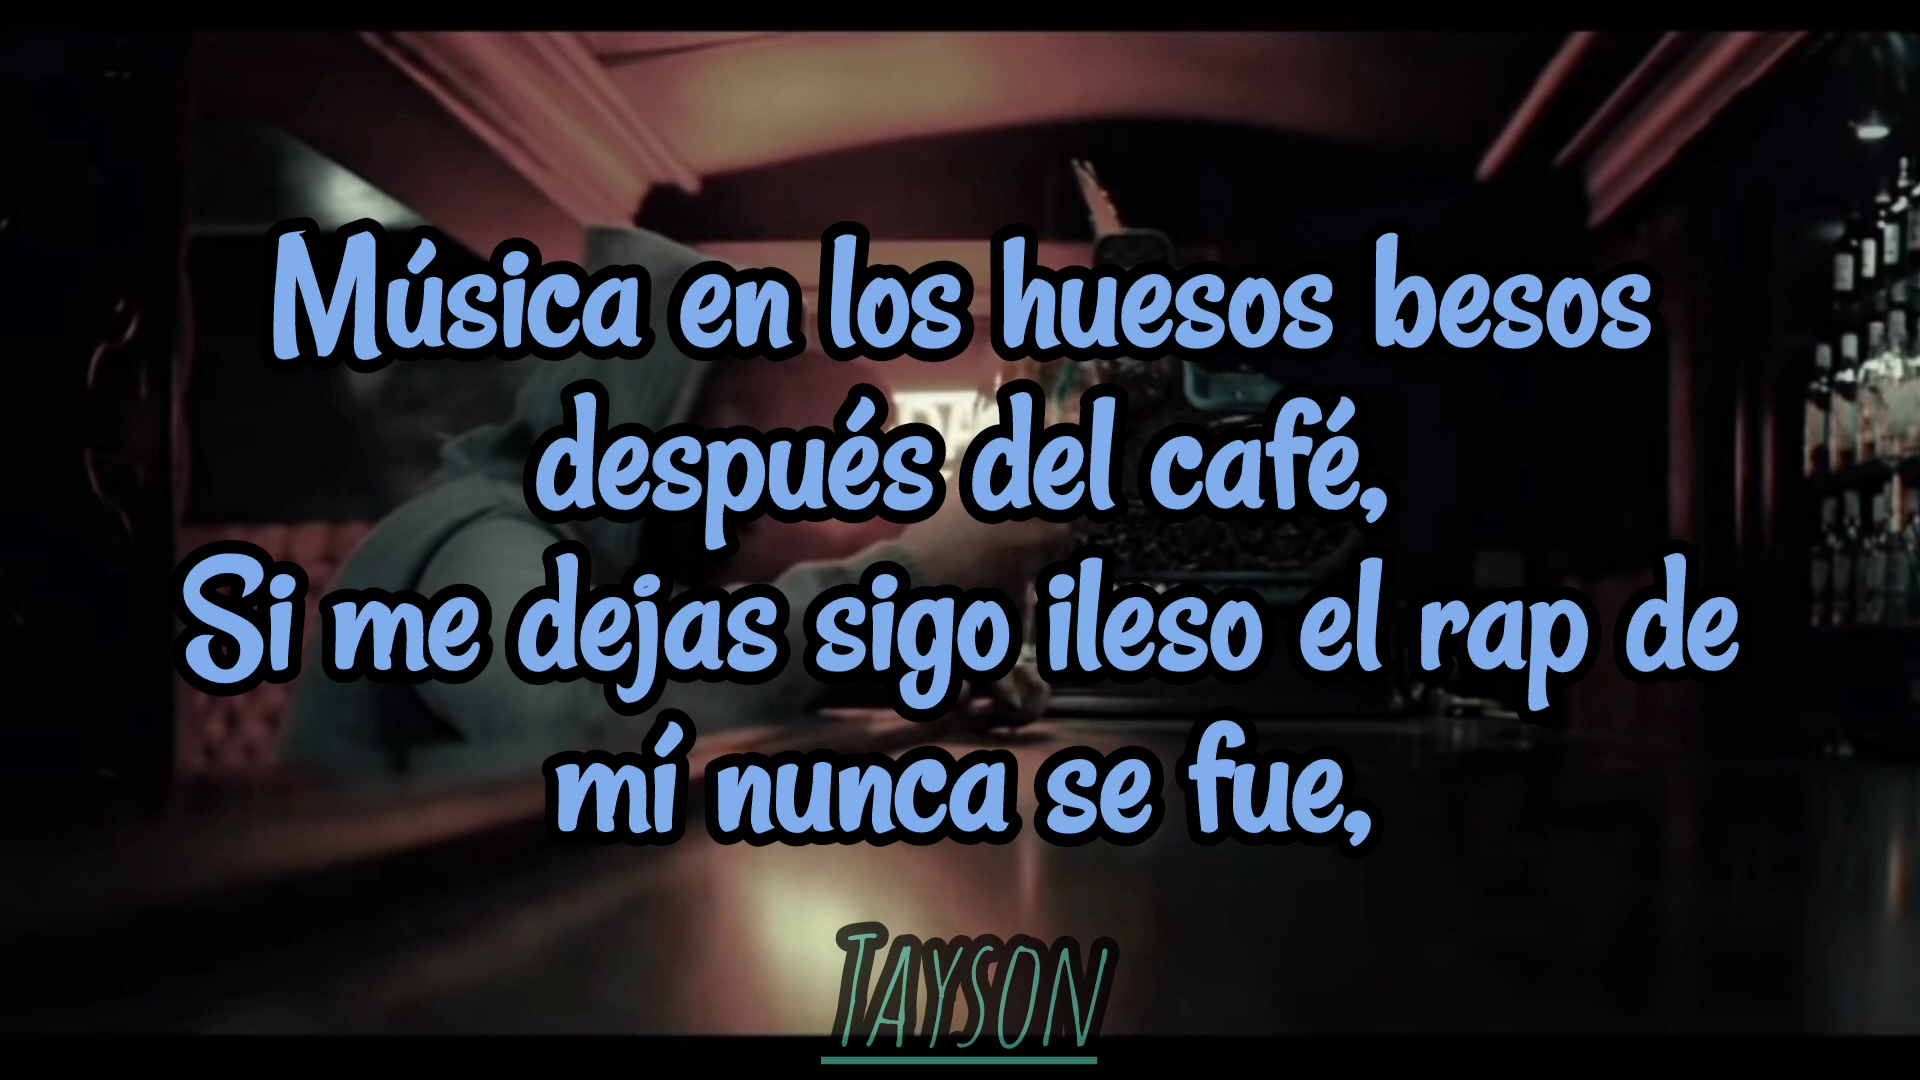 Música en los huesos besos
después del café,
Si me dejas sigo ileso el rap de
mí nunca se fue,
TAYSON